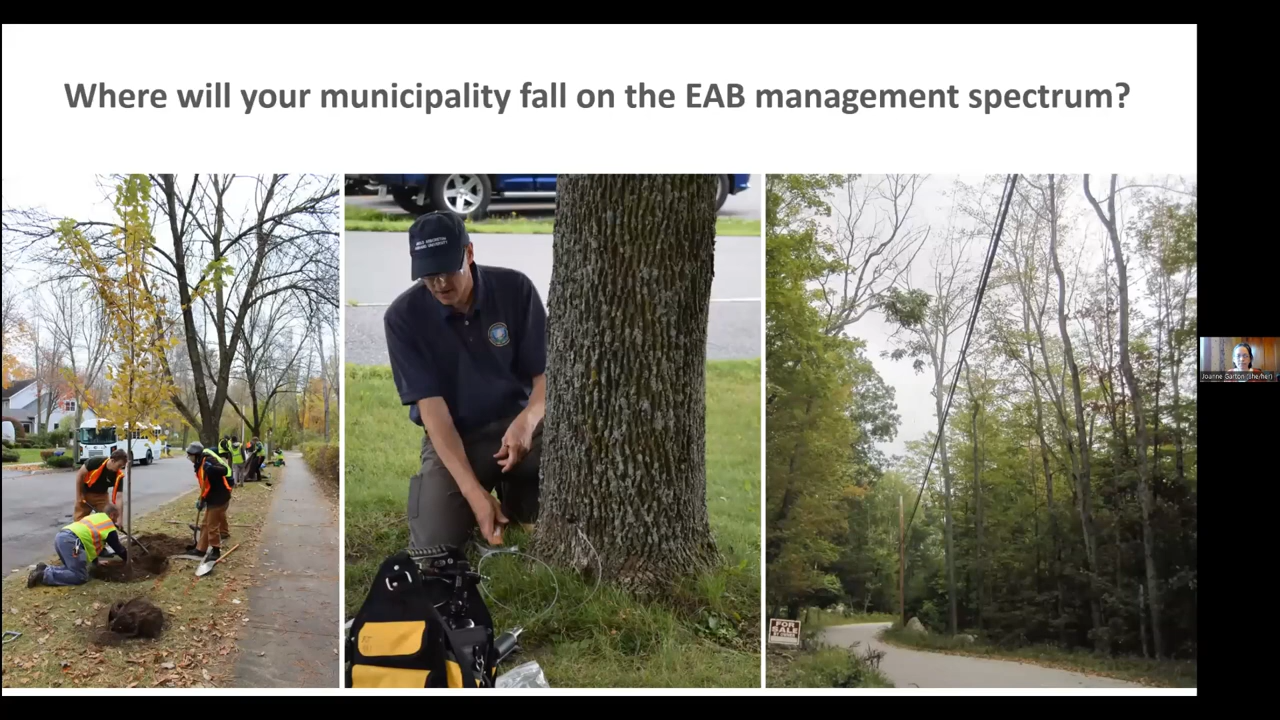 Where will your municipality fall on the EAB management spectrum?
FOR
SALE
Joanne Garton (she/her)